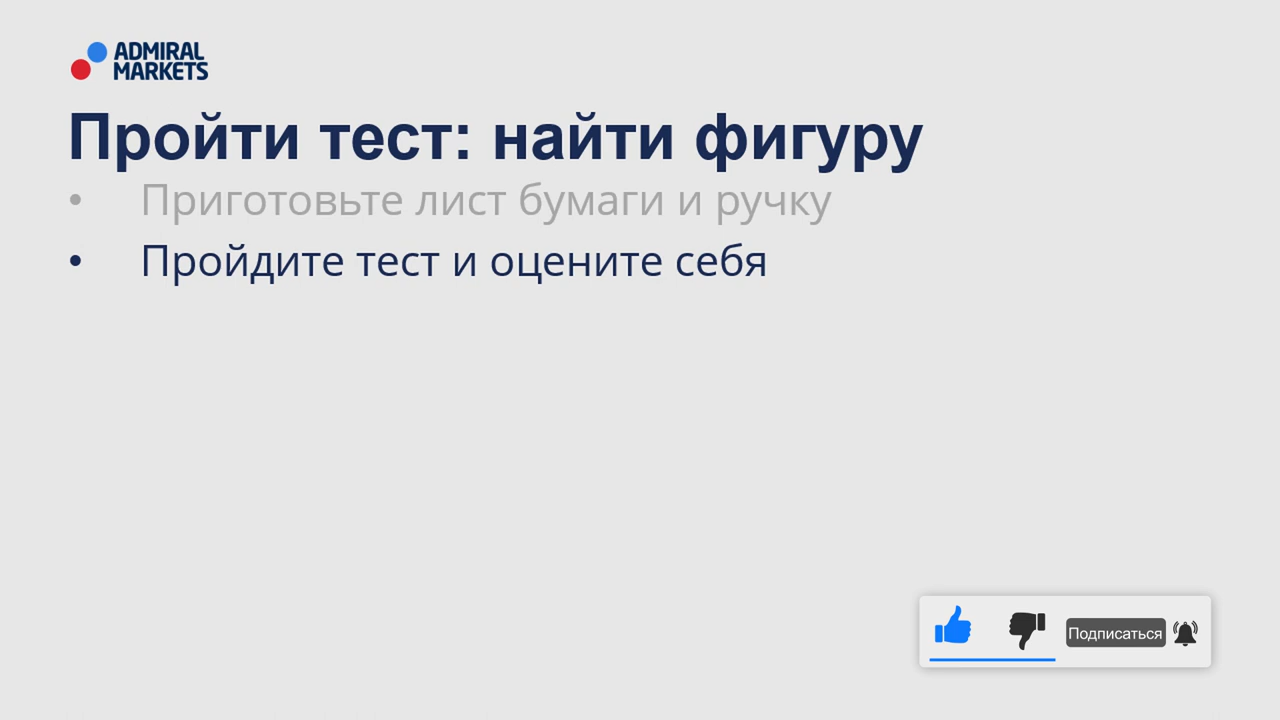 ADMIRAL
MARKETS
Пройти тест: найти фигуру
• Приготовьте лист бумаги и ручку
• Пройдите тест и оцените себя
Подписаться